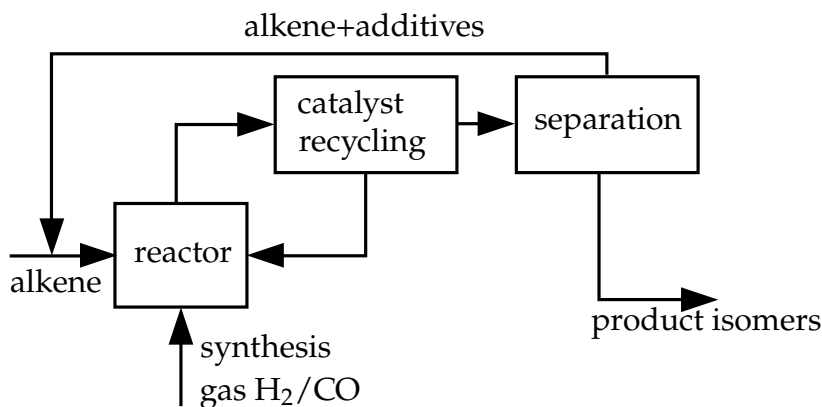 alkene+additives
catalyst
recycling
separation
reactor
alkene
product isomers
synthesis
gas H₂/CO